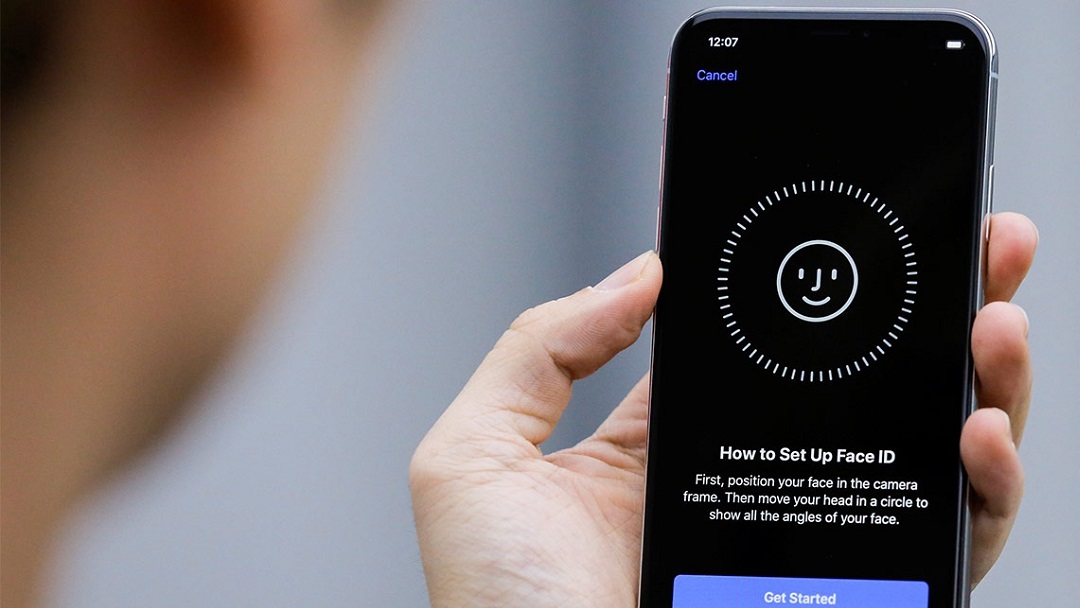 12:07
Cancel
How to Set Up Face ID
First, position your face in the camera
frame. Then move your head in a circle to
show all the angles of your face.
Get Started